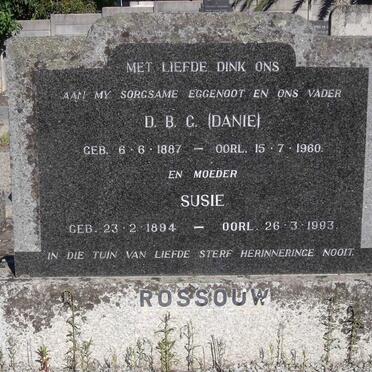 MET LIEFDE DINK ONS
AAN MY SORGSAME EGGENOOT EN ONS VADER
D. B. G. (DANIE)
GEB. 6-6-1887 — OORL. 15-7-1960.
EN MOEDER
SUSIE
GEB. 23-2-1894 — OORL. 26-3-1993.
IN DIE TUIN VAN LIEFDE STERF HERINNERINGE NOOIT.
ROSSOUW